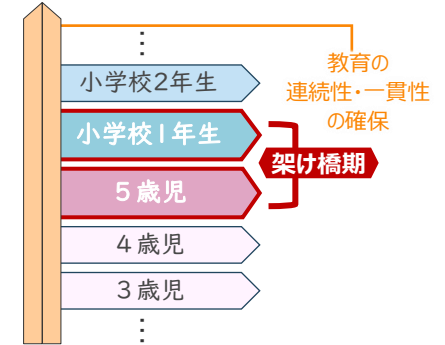 ⋮
小学校2年生
小学校1年生
5歳児
4歳児
3歳児
⋮
教育の
連続性・一貫性
の確保
架け橋期